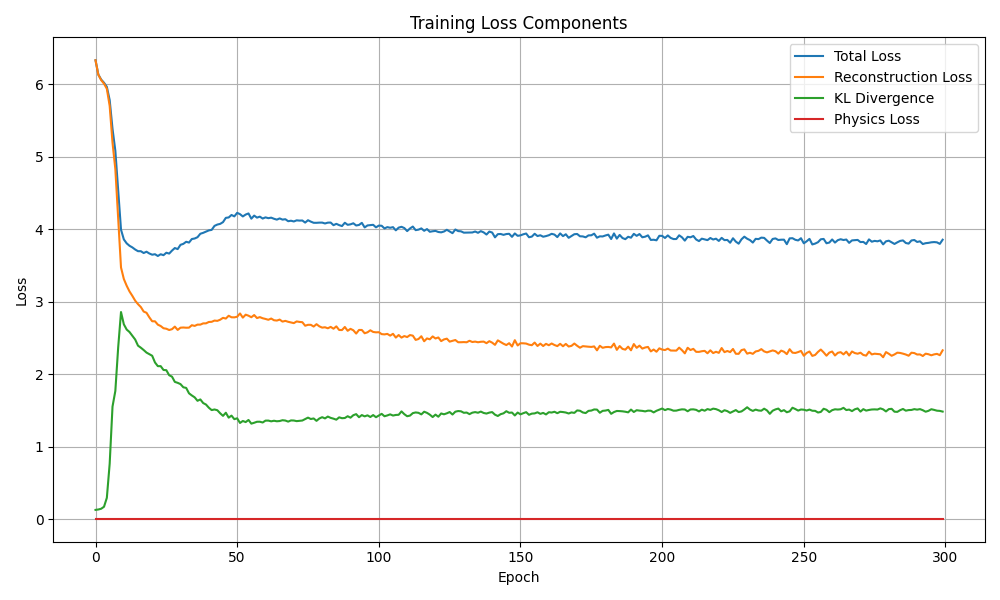 Training Loss Components
Total Loss
Reconstruction Loss
KL Divergence
Physics Loss
Loss
6
5
4
3
2
1
0
0 50 100 150 200 250 300
Epoch